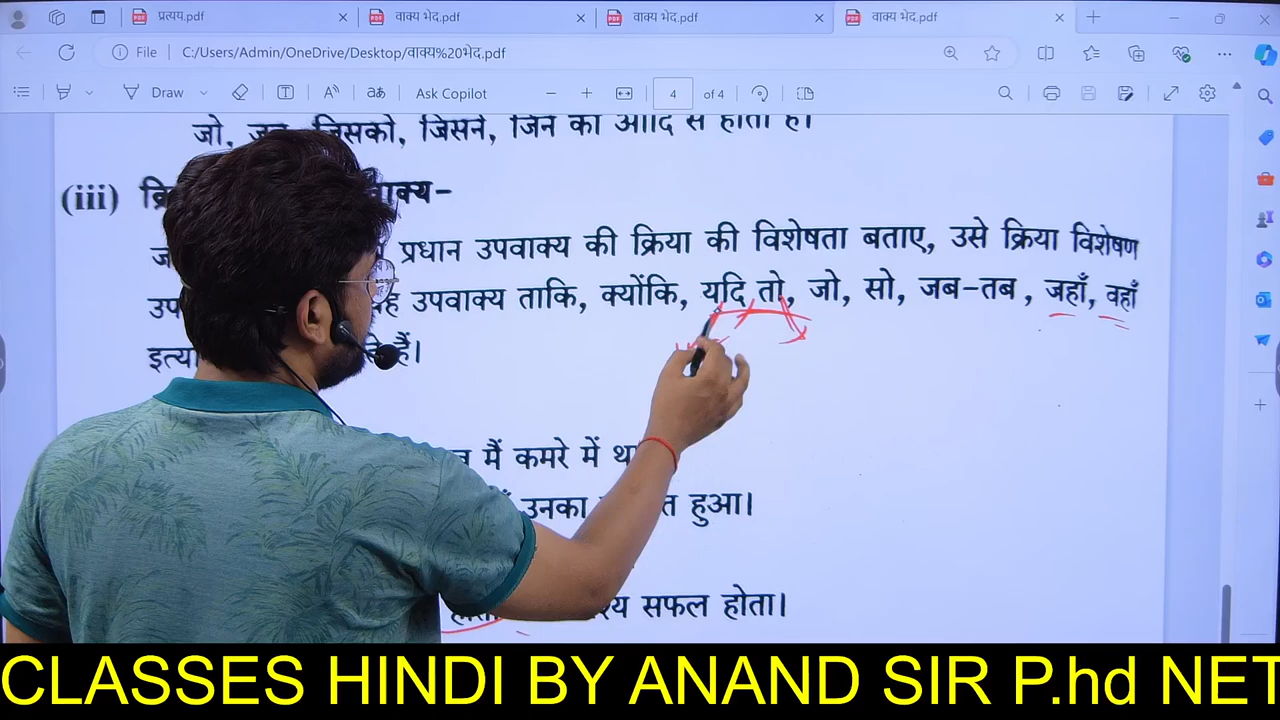 प्रत्यय.pdf
वाक्य भेद.pdf
वाक्य भेद.pdf
वाक्य भेद.pdf
File C:/Users/Admin/OneDrive/Desktop/वाक्य%20भेद.pdf
Draw Ask Copilot 4 of 4
जो, जिसको, जिसने, जिन को आदि से होता है।
(iii)
प्रधान उपवाक्य की क्रिया की विशेषता बताए, उसे क्रिया विशेषण
उपवाक्य ताकि, क्योंकि, यदि तो, जो, सो, जब-तब, जहाँ, वहाँ
हैं।
मैं कमरे में
उनका हुआ।
सफल होता।
CLASSES HINDI BY ANAND SIR P.hd NET